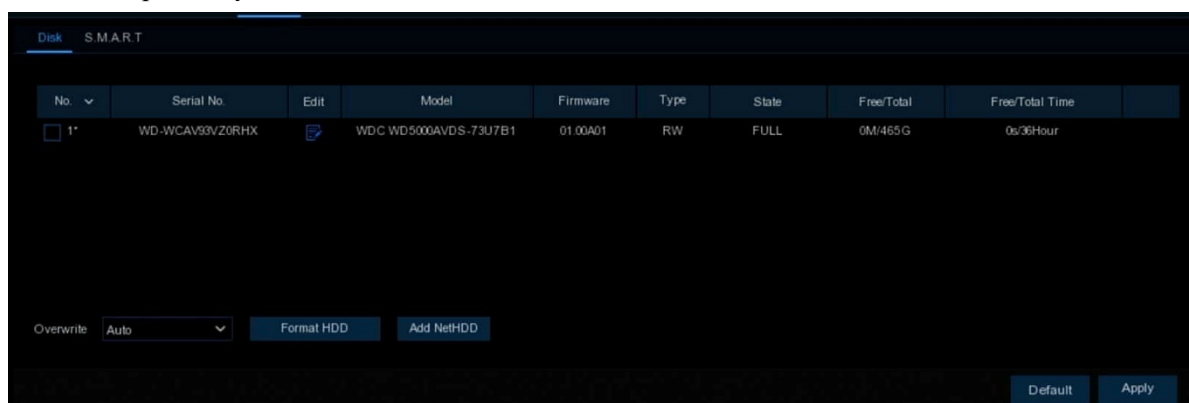 Disk S.M.A.R.T
No. Serial No. Edit Model Firmware Type State Free/Total Free/Total Time
1* WD-WCAV93VZ0RHX WDC WD5000AVDS-73U7B1 01.00A01 RW FULL 0M/465G 0s/36Hour
Overwrite Auto Format HDD Add NetHDD
Default Apply